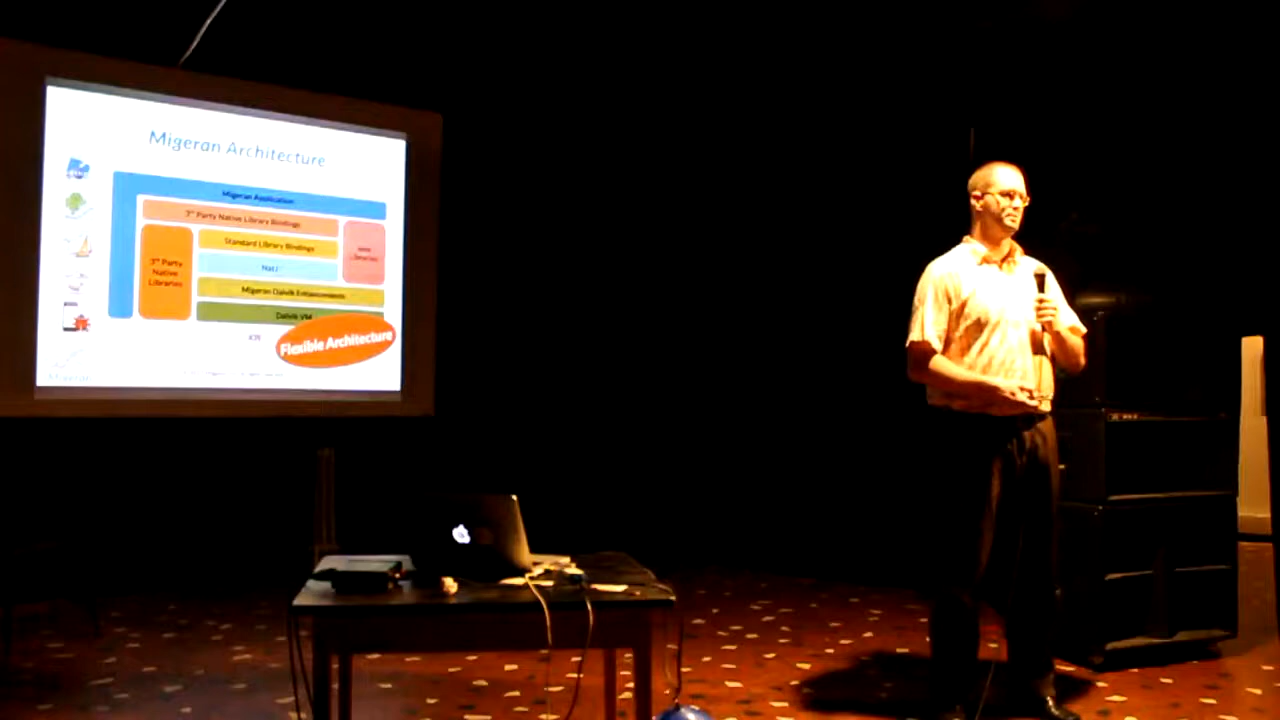 Migeran Architecture
Migeran Application
3rd Party Native Library Bindings
Standard Library Bindings
3rd Party
Native
Libraries
Libraries
NatJ
Migeran Dalvik Enhancements
Dalvik VM
Flexible Architecture
Migeran